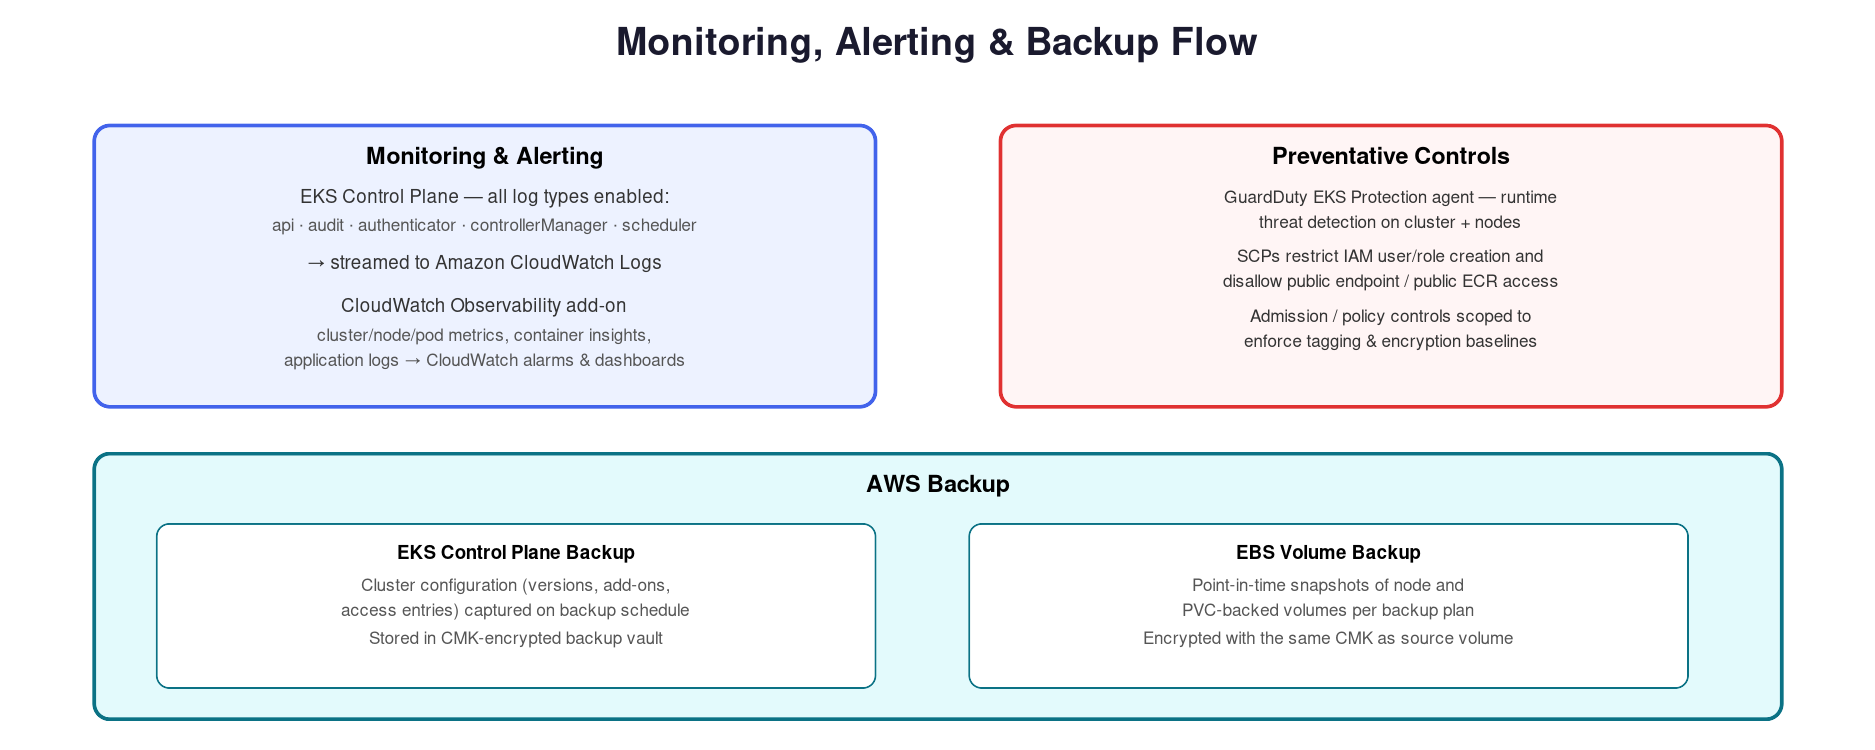 Monitoring, Alerting & Backup Flow
Monitoring & Alerting
EKS Control Plane — all log types enabled:
api · audit · authenticator · controllerManager · scheduler
→ streamed to Amazon CloudWatch Logs
CloudWatch Observability add-on
cluster/node/pod metrics, container insights,
application logs → CloudWatch alarms & dashboards
Preventative Controls
GuardDuty EKS Protection agent — runtime
threat detection on cluster + nodes
SCPs restrict IAM user/role creation and
disallow public endpoint / public ECR access
Admission / policy controls scoped to
enforce tagging & encryption baselines
AWS Backup
EKS Control Plane Backup
Cluster configuration (versions, add-ons,
access entries) captured on backup schedule
Stored in CMK-encrypted backup vault
EBS Volume Backup
Point-in-time snapshots of node and
PVC-backed volumes per backup plan
Encrypted with the same CMK as source volume